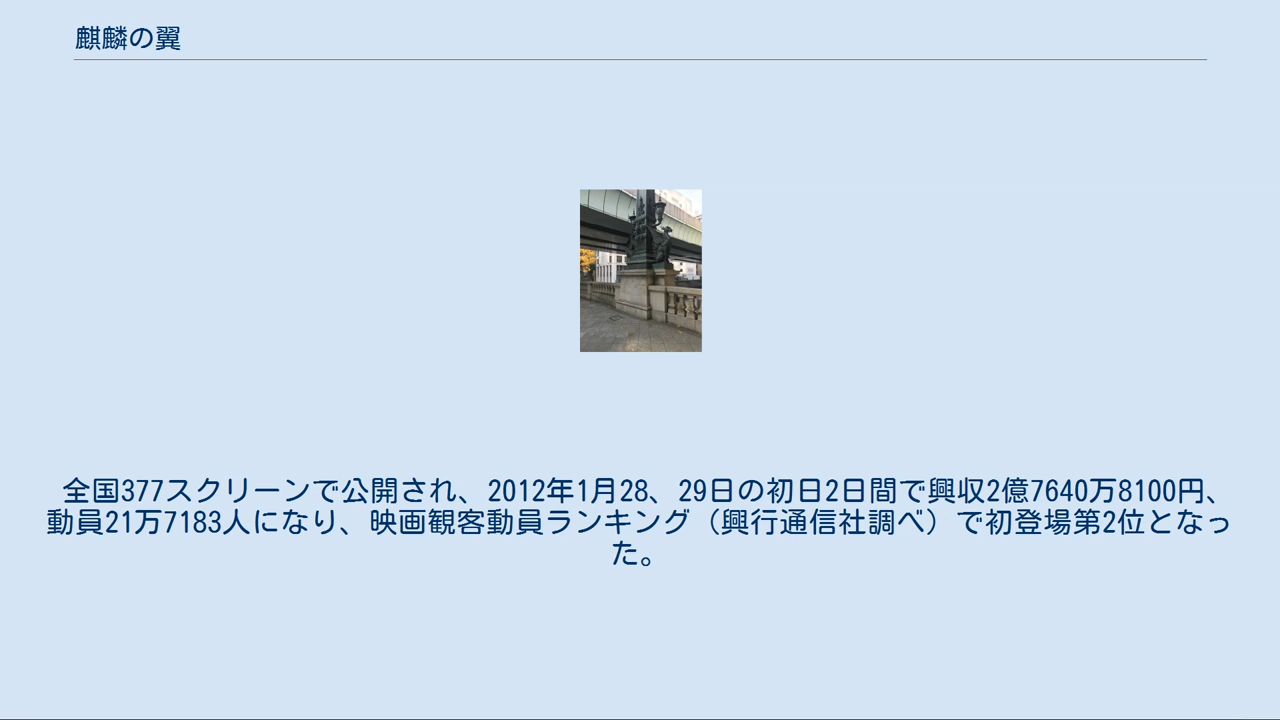 麒麟の翼
全国377スクリーンで公開され、2012年1月28、29日の初日2日間で興収2億7640万8100円、
動員21万7183人になり、映画観客動員ランキング（興行通信社調べ）で初登場第2位となっ
た。